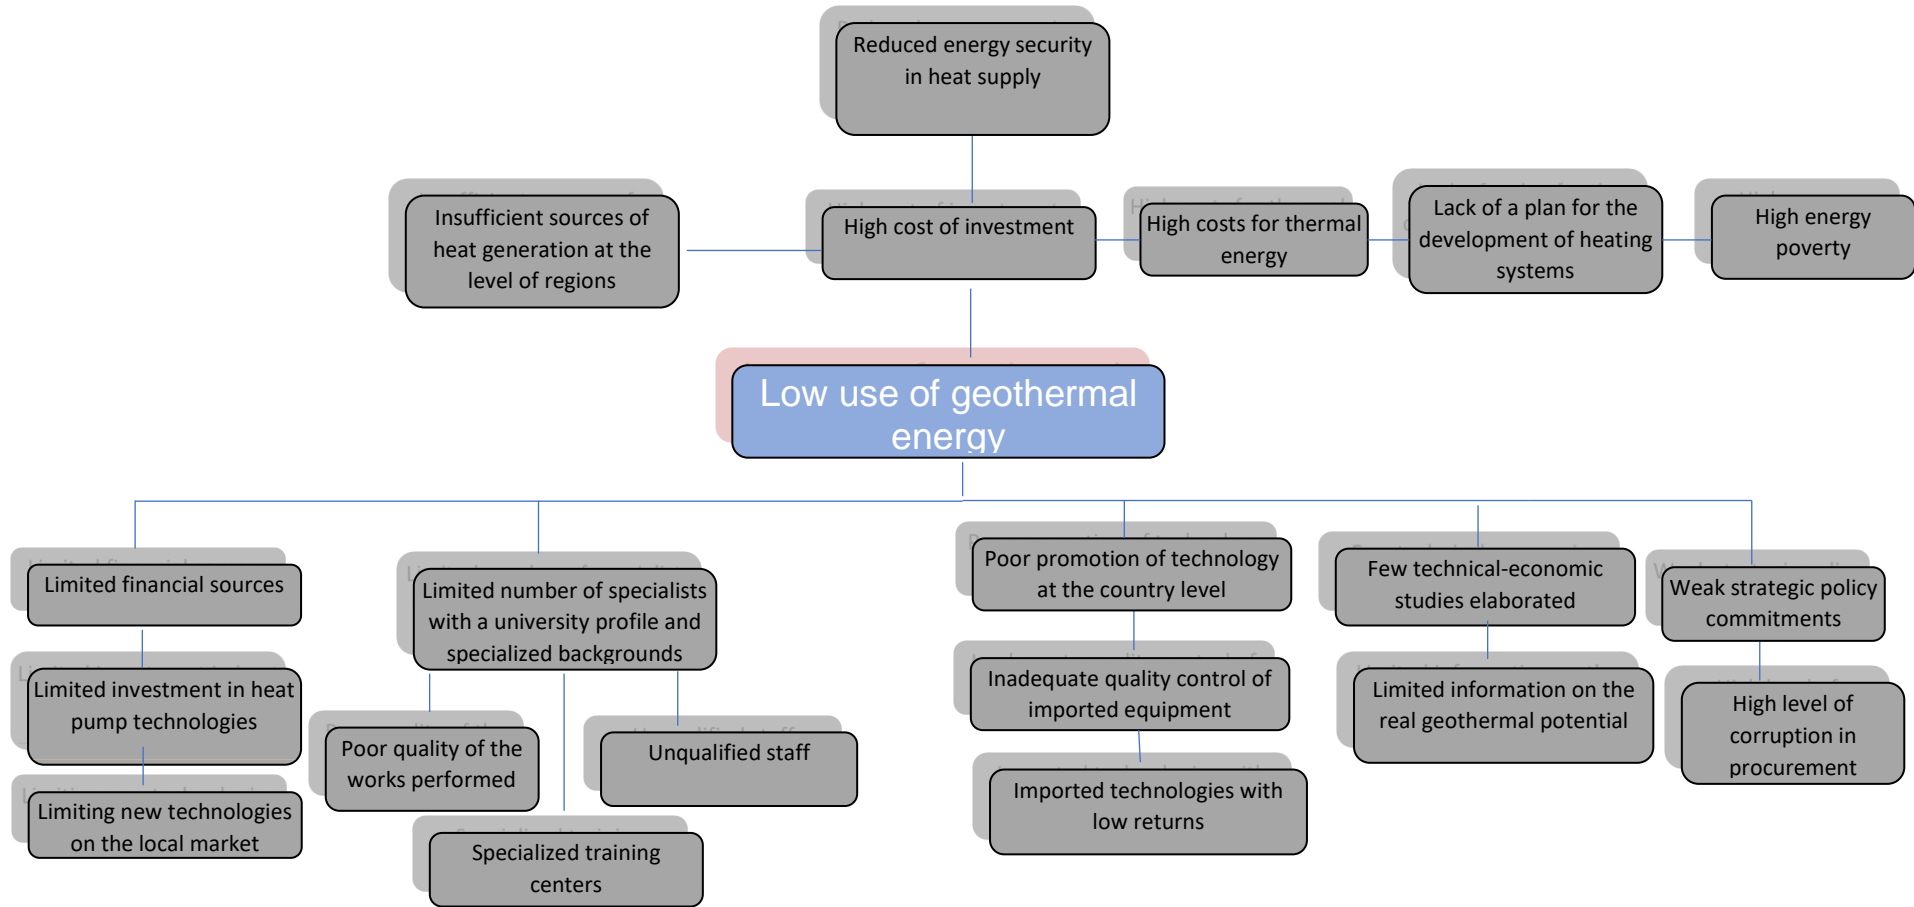 Reduced energy security
in heat supply
Insufficient sources of
heat generation at the
level of regions
High cost of investment
High costs for thermal
energy
Lack of a plan for the
development of heating
systems
High energy
poverty
Low use of geothermal
energy
Limited financial sources
Limited number of specialists
with a university profile and
specialized backgrounds
Poor promotion of technology
at the country level
Few technical-economic
studies elaborated
Weak strategic policy
commitments
Limited investment in heat
pump technologies
Poor quality of the
works performed
Unqualified staff
Inadequate quality control of
imported equipment
Limited information on the
real geothermal potential
High level of
corruption in
procurement
Limiting new technologies
on the local market
Specialized training
centers
Imported technologies with
low returns